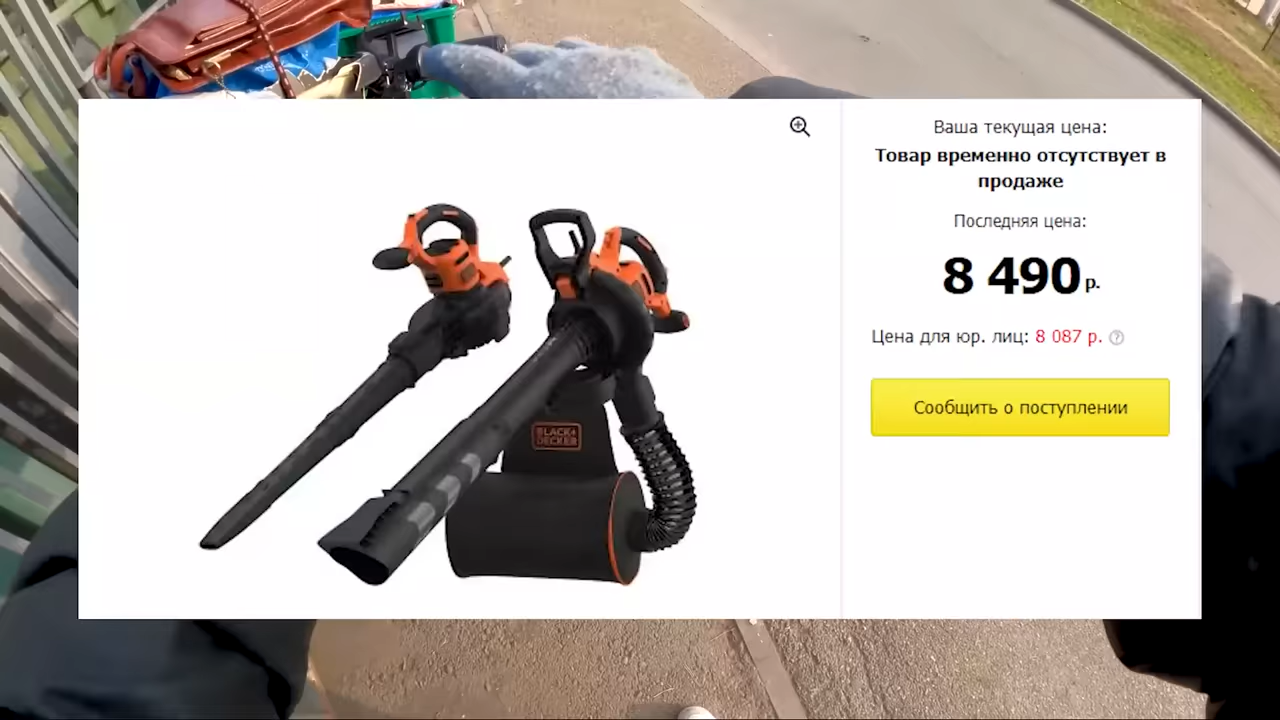 Ваша текущая цена:
Товар временно отсутствует в
продаже
Последняя цена:
8 490 р.
Цена для юр. лиц: 8 087 р. ?
Сообщить о поступлении
BLACK+
DECKER